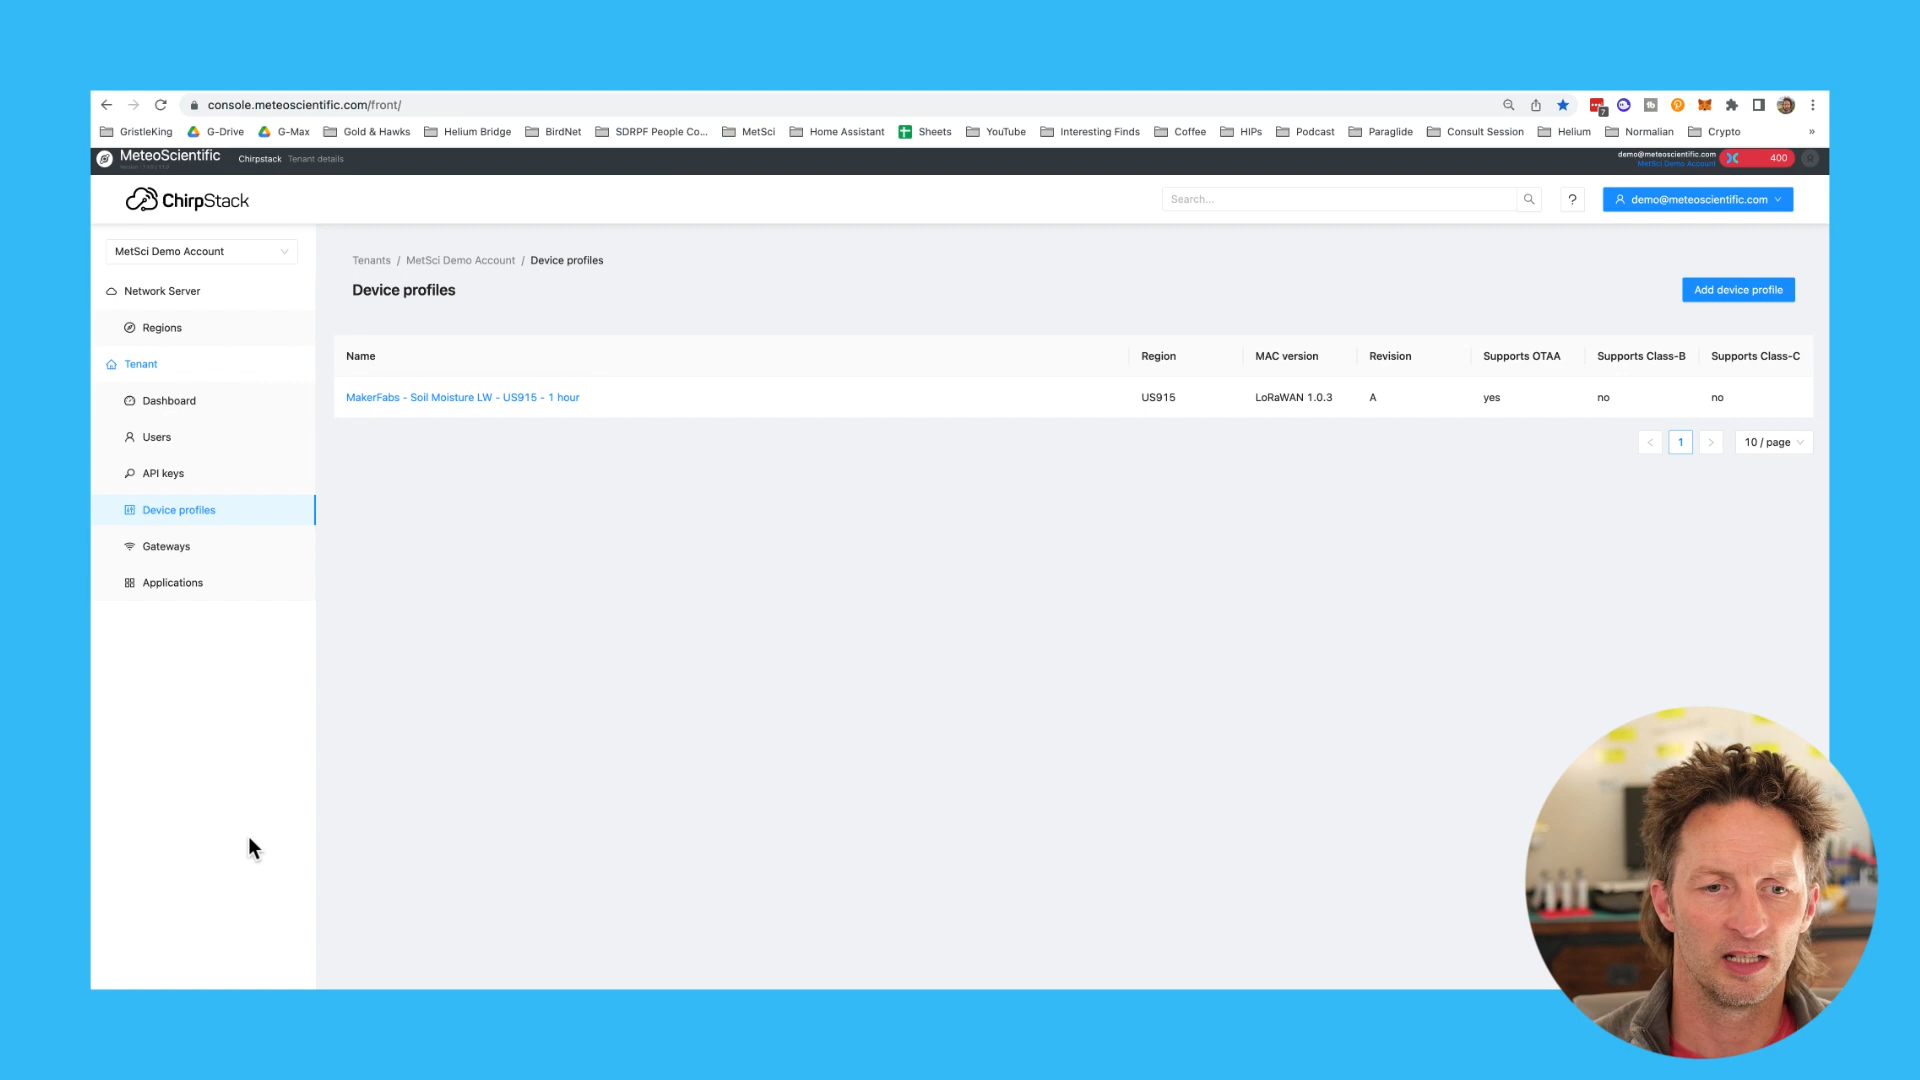 console.meteoscientific.com/front/
7
GristleKing G-Drive G-Max Gold & Hawks Helium Bridge BirdNet SDRPF People Co... MetSci Home Assistant Sheets YouTube Interesting Finds Coffee HIPs Podcast Paraglide Consult Session Helium Normalian Crypto »
MeteoScientific Chirpstack Tenant details demo@meteoscientific.com 400
MetSci Demo Account
ChirpStack Search... ? demo@meteoscientific.com
MetSci Demo Account
Network Server
Regions
Tenant
Dashboard
Users
API keys
Device profiles
Gateways
Applications
Tenants / MetSci Demo Account / Device profiles
Device profiles Add device profile
Name Region MAC version Revision Supports OTAA Supports Class-B Supports Class-C
MakerFabs - Soil Moisture LW - US915 - 1 hour US915 LoRaWAN 1.0.3 A yes no no
< 1 > 10 / page